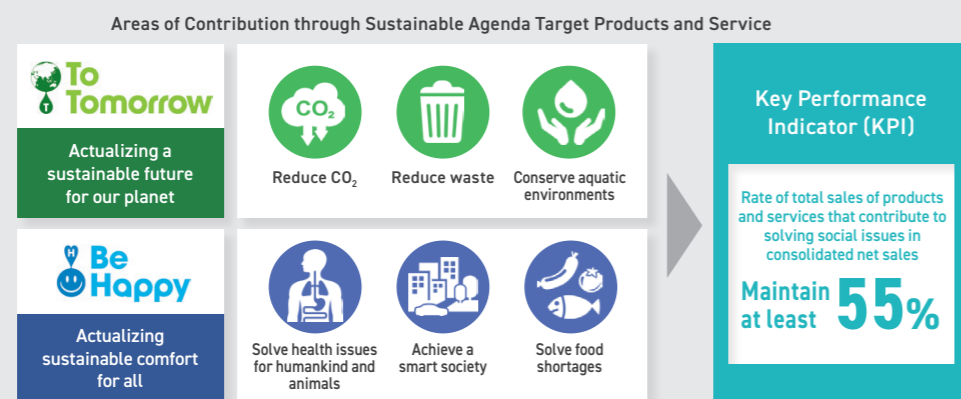 Areas of Contribution through Sustainable Agenda Target Products and Service
To
Tomorrow
T
Actualizing a
sustainable future
for our planet
CO₂
Reduce CO₂
Reduce waste
Conserve aquatic
environments
H
Be
Happy
Actualizing
sustainable comfort
for all
Solve health issues
for humankind and
animals
Achieve a
smart society
Solve food
shortages
Key Performance
Indicator (KPI)
Rate of total sales of products
and services that contribute to
solving social issues in
consolidated net sales
Maintain
at least
55%